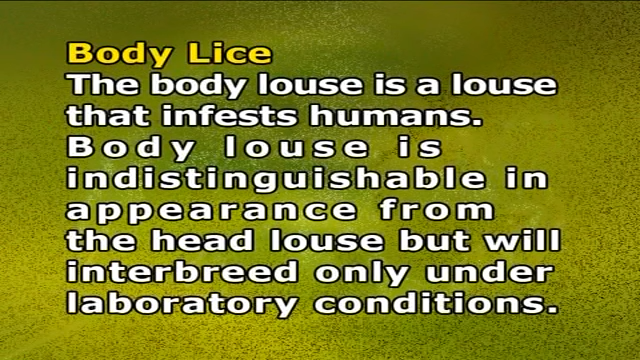 Body Lice
The body louse is a louse
that infests humans.
Body louse is
indistinguishable in
appearance from
the head louse but will
interbreed only under
laboratory conditions.